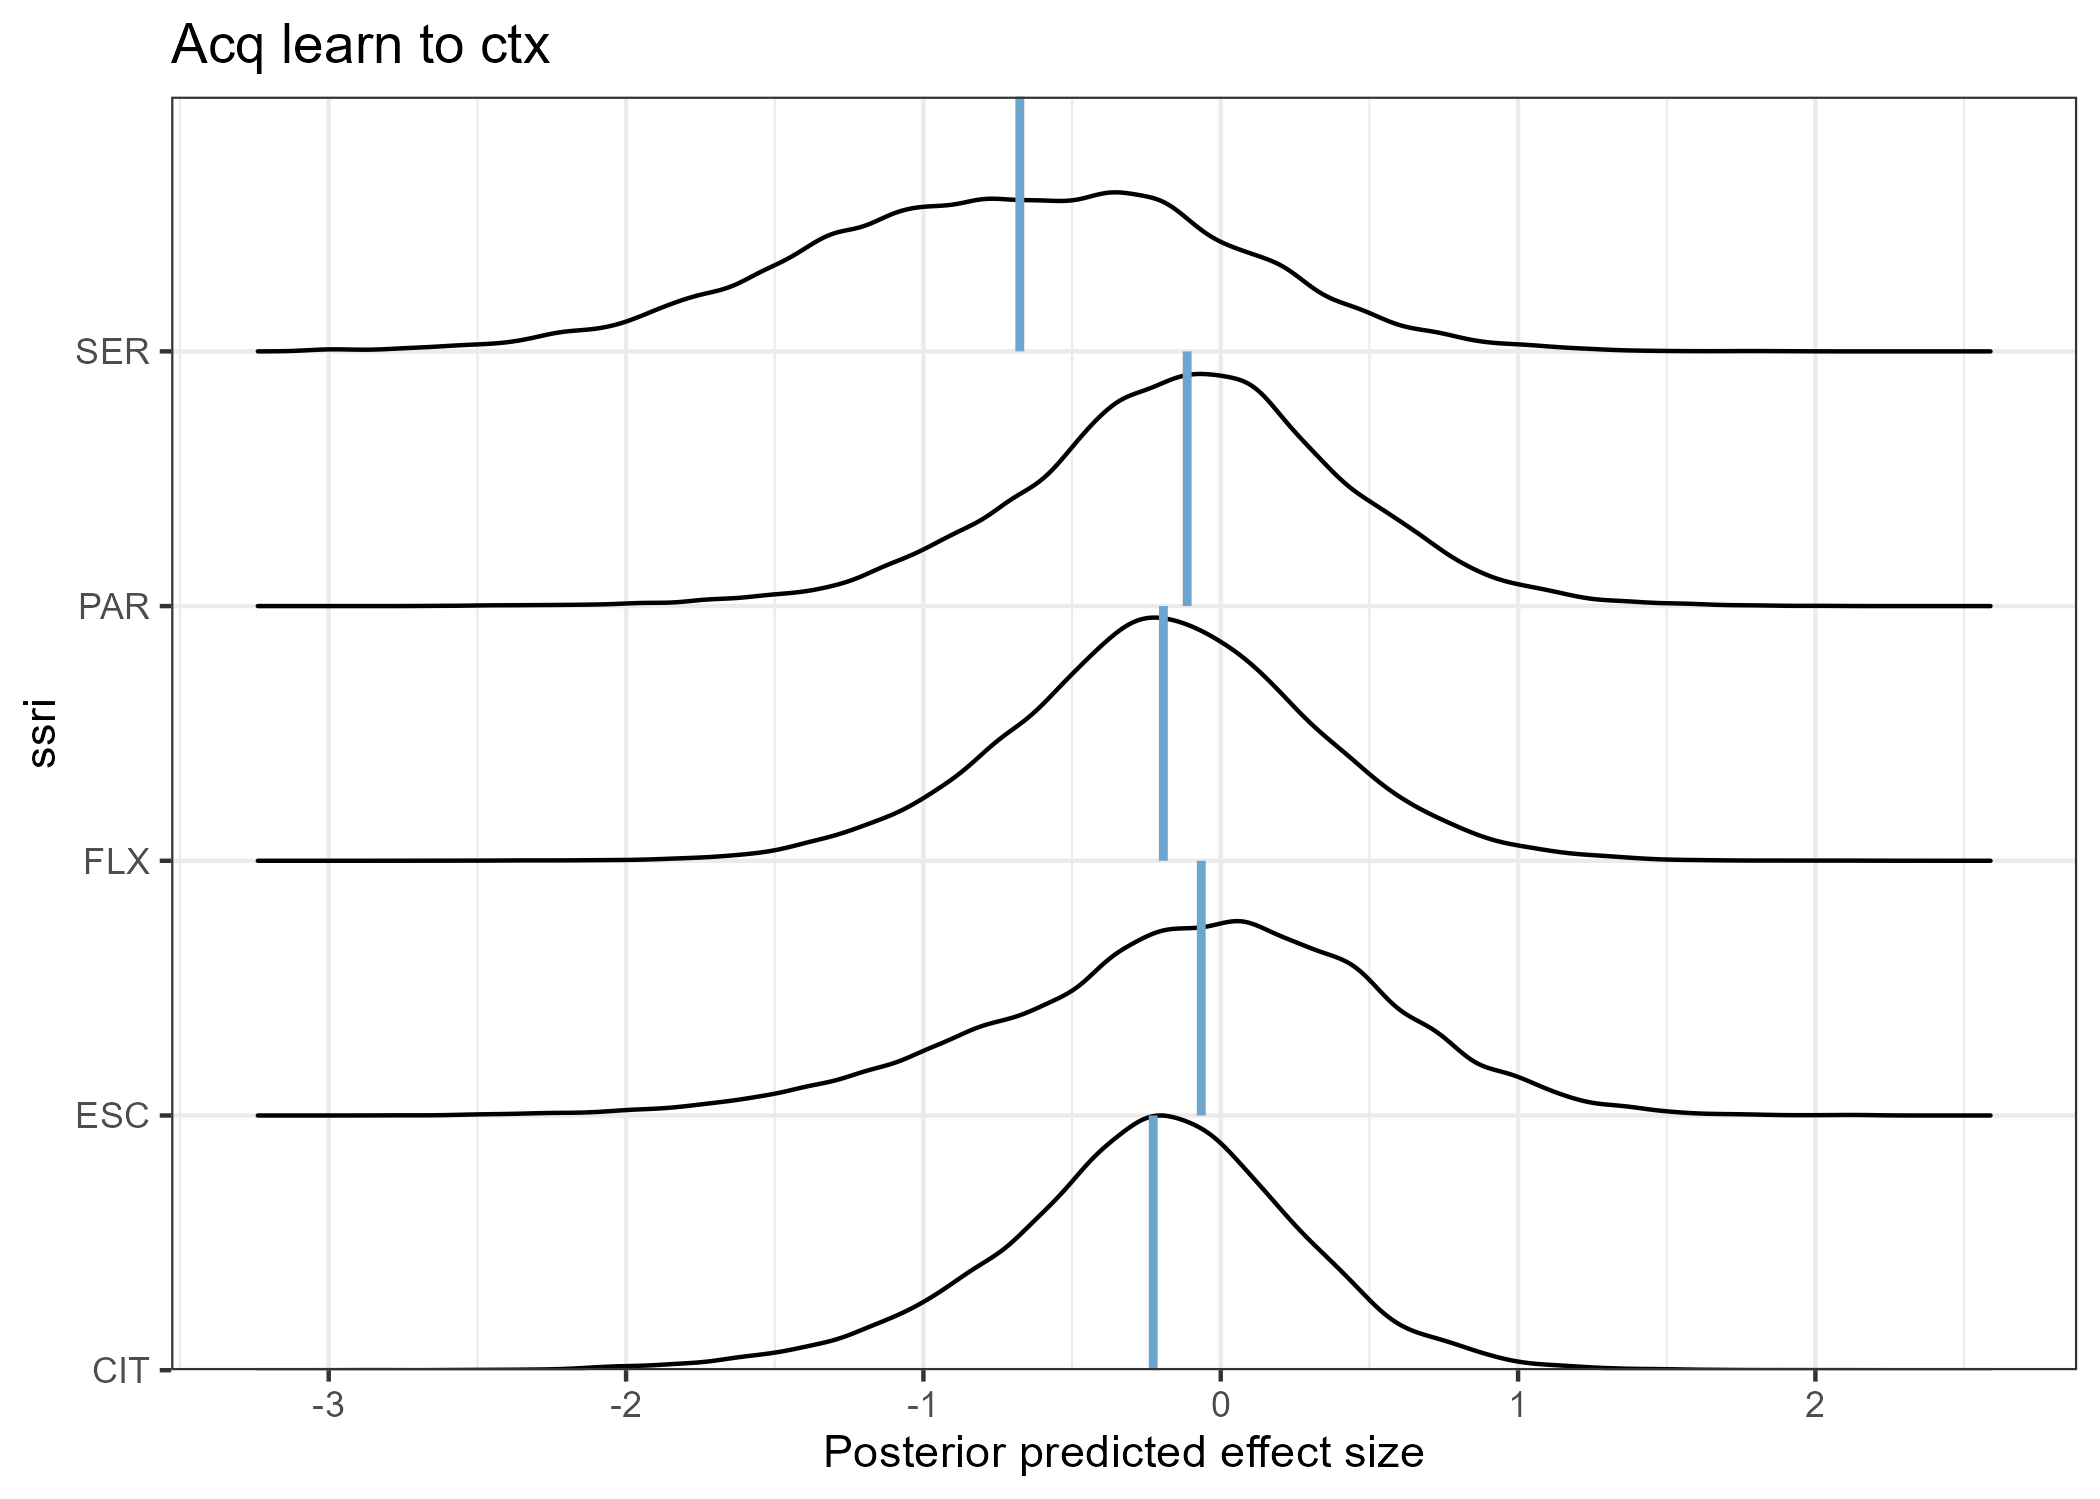 Acq learn to ctx
SER
PAR
FLX
ESC
CIT
ssri
-3 -2 -1 0 1 2
Posterior predicted effect size